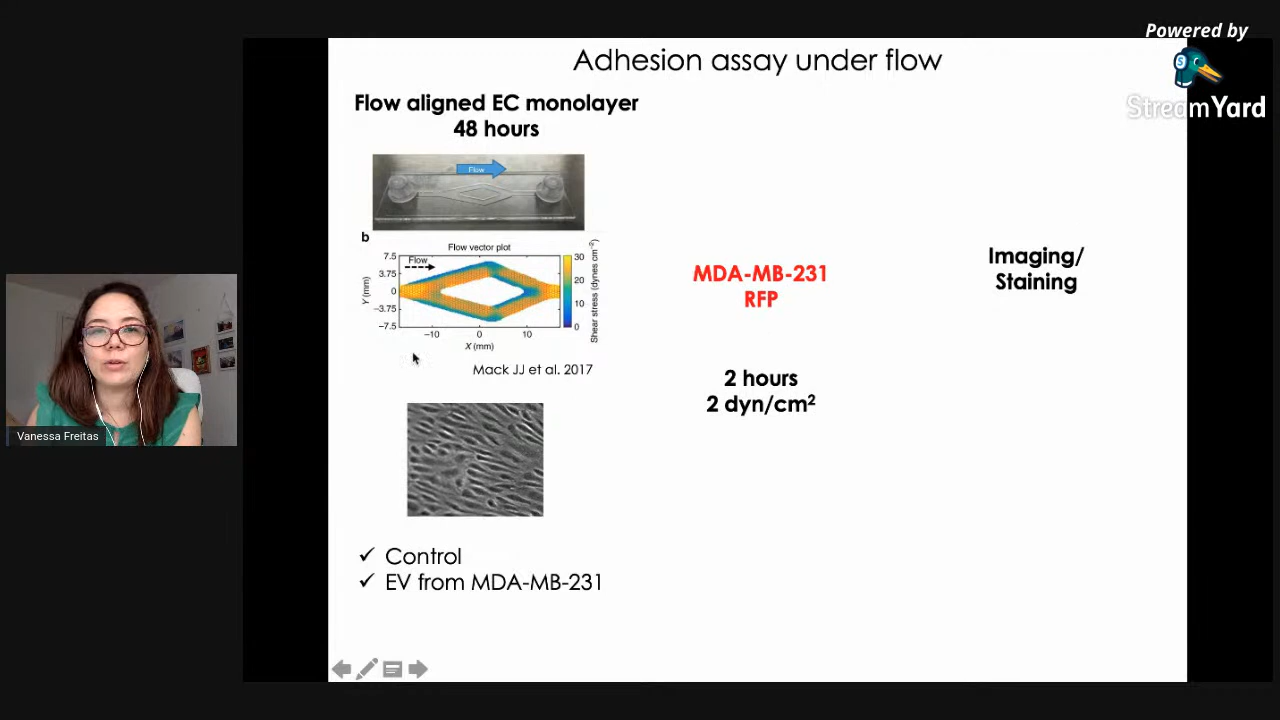 Powered by
StreamYard
Adhesion assay under flow
Flow aligned EC monolayer
48 hours
Flow
b
Flow vector plot
Flow
7.5
3.75
0
−3.75
−7.5
Y (mm)
−10
0
10
X (mm)
30
20
10
0
Shear stress (dynes cm⁻²)
Mack JJ et al. 2017
✓ Control
✓ EV from MDA-MB-231
MDA-MB-231
RFP
2 hours
2 dyn/cm²
Imaging/
Staining
Vanessa Freitas